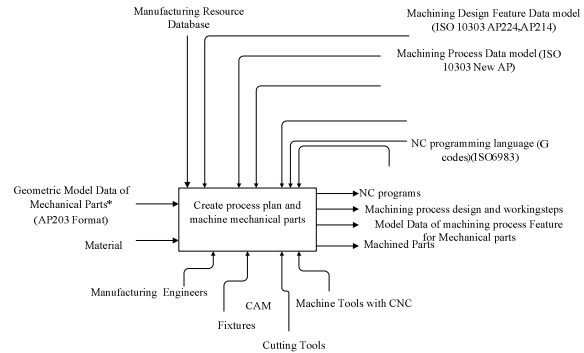 Manufacturing Resource
Database
Machining Design Feature Data model
(ISO 10303 AP224,AP214)
Machining Process Data model (ISO
10303 New AP)
NC programming language (G
codes)(ISO6983)
Geometric Model Data of
Mechanical Parts*
(AP203 Format)
Material
Create process plan and
machine mechanical parts
NC programs
Machining process design and workingsteps
Model Data of machining process Feature
for Mechanical parts
Machined Parts
Manufacturing Engineers
Fixtures
CAM
Cutting Tools
Machine Tools with CNC